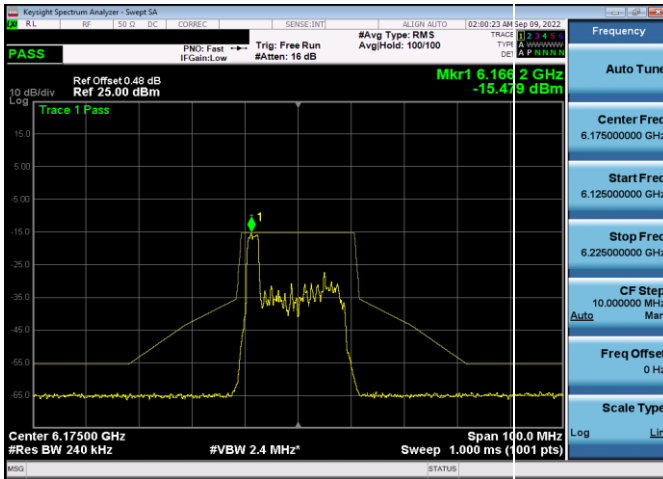 Keysight Spectrum Analyzer - Swept SA
RL RF 50 Ω DC CORREC SENSE:INT ALIGN AUTO 02:00:23 AM Sep 09, 2022
PASS
PNO: Fast
IFGain:Low
Trig: Free Run
#Atten: 16 dB
#Avg Type: RMS
Avg|Hold: 100/100
TRACE 1 2 3 4 5 6
TYPE A WWWWW
DET A P N N N N
Mkr1 6.166 2 GHz
-15.479 dBm
Ref Offset 0.48 dB
10 dB/div Ref 25.00 dBm
Log
Trace 1 Pass
15.0
5.00
-5.00
-15.0
-25.0
-35.0
-45.0
-55.0
-65.0
1
Center 6.17500 GHz Span 100.0 MHz
#Res BW 240 kHz #VBW 2.4 MHz* Sweep 1.000 ms (1001 pts)
MSG STATUS
Frequency
Auto Tune
Center Freq
6.175000000 GHz
Start Freq
6.125000000 GHz
Stop Freq
6.225000000 GHz
CF Step
10.000000 MHz
Auto Man
Freq Offset
0 Hz
Scale Type
Log Lin